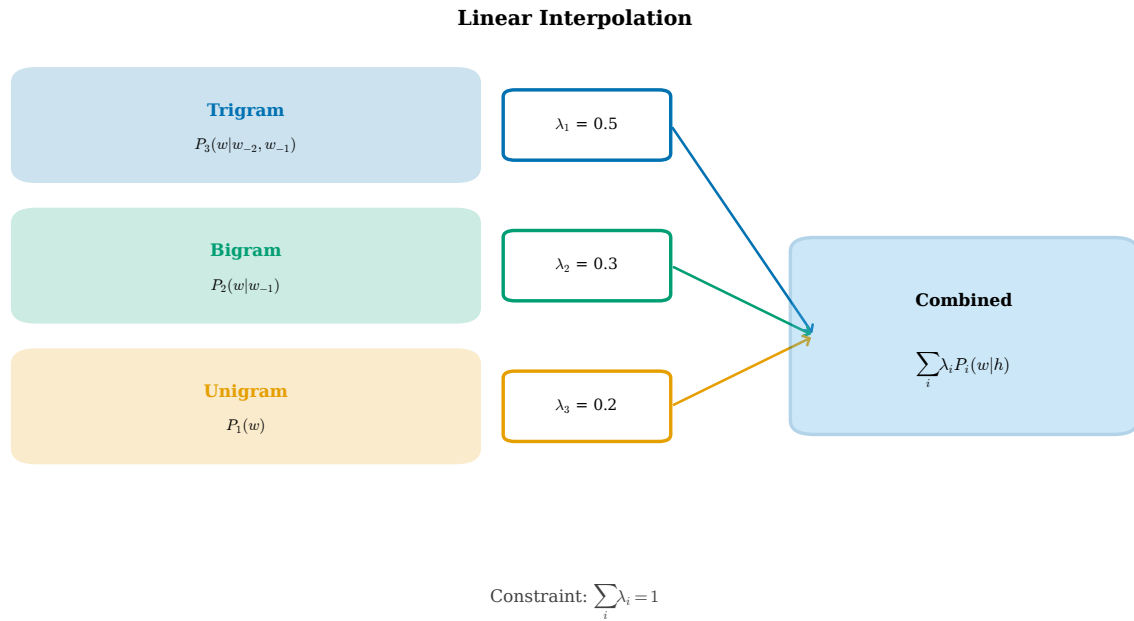 Linear Interpolation
Trigram
P₃(w|w₋₂, w₋₁)
λ₁ = 0.5
Bigram
P₂(w|w₋₁)
λ₂ = 0.3
Unigram
P₁(w)
λ₃ = 0.2
Combined
∑ᵢ λᵢPᵢ(w|h)
Constraint: ∑ᵢ λᵢ = 1